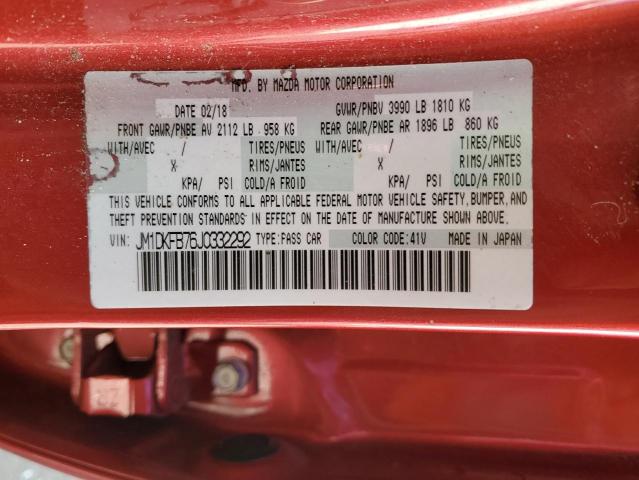 MFD. BY MAZDA MOTOR CORPORATION
DATE 02/18 GVWR/PNBV 3990 LB 1810 KG
FRONT GAWR/PNBE AV 2112 LB 958 KG REAR GAWR/PNBE AR 1896 LB 860 KG
WITH/AVEC / TIRES/PNEUS WITH/AVEC / TIRES/PNEUS
X RIMS/JANTES X RIMS/JANTES
KPA/ PSI COLD/A FROID KPA/ PSI COLD/A FROID
THIS VEHICLE CONFORMS TO ALL APPLICABLE FEDERAL MOTOR VEHICLE SAFETY, BUMPER, AND
THEFT PREVENTION STANDARDS IN EFFECT ON THE DATE OF MANUFACTURE SHOWN ABOVE.
VIN: JM1DKFB76J0332292 TYPE:PASS CAR COLOR CODE:41V MADE IN JAPAN